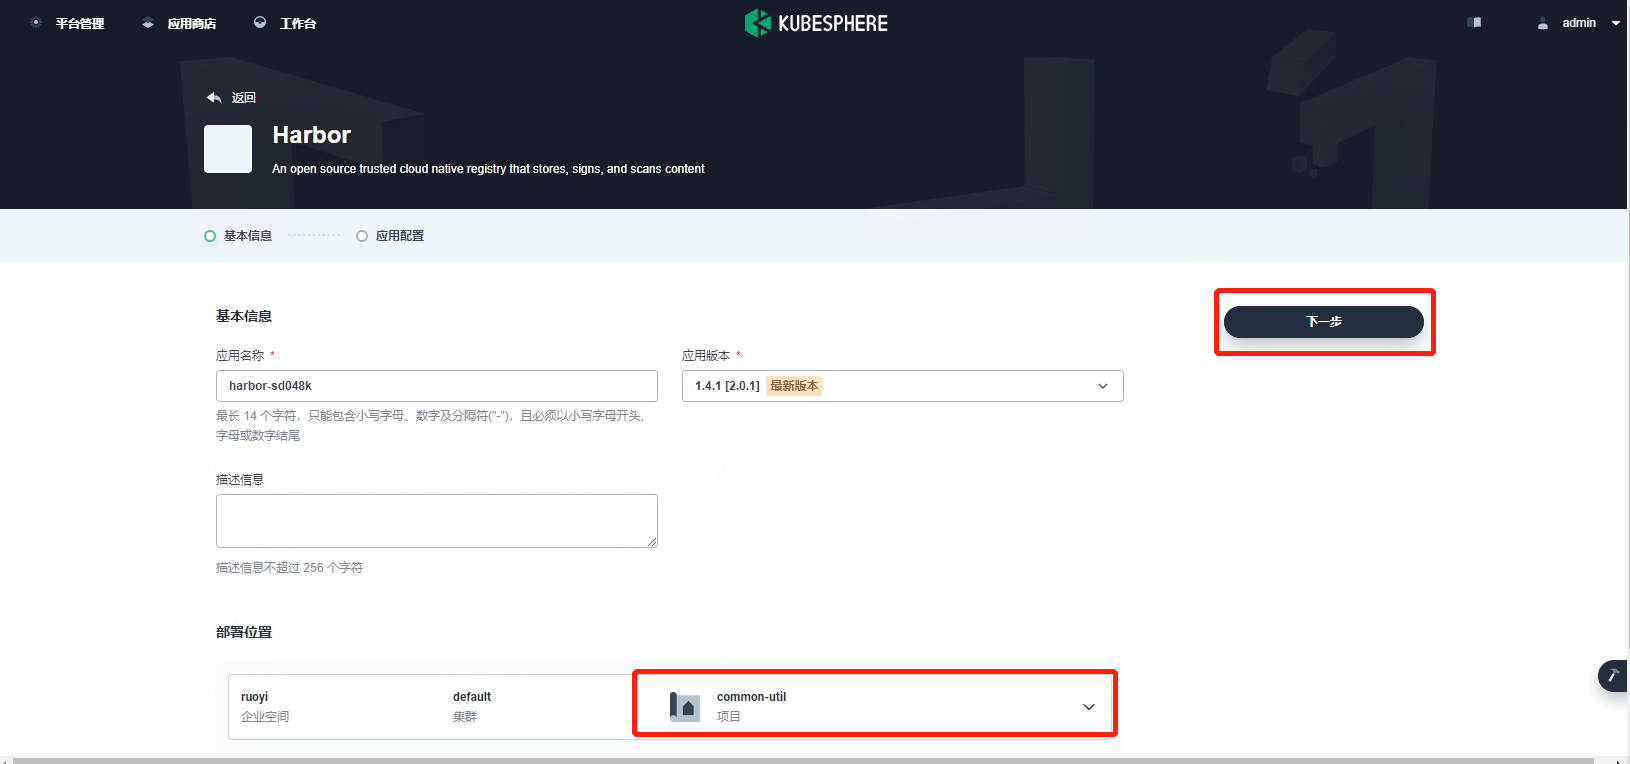 平台管理 应用商店 工作台 KUBESPHERE admin
返回
Harbor
An open source trusted cloud native registry that stores, signs, and scans content
基本信息 应用配置
基本信息
下一步
应用名称 * 应用版本 *
harbor-sd048k 1.4.1 [2.0.1] 最新版本
最长 14 个字符，只能包含小写字母、数字及分隔符("-")，且必须以小写字母开头，
字母或数字结尾
描述信息
描述信息不超过 256 个字符
部署位置
ruoyi default common-util
企业空间 集群 项目